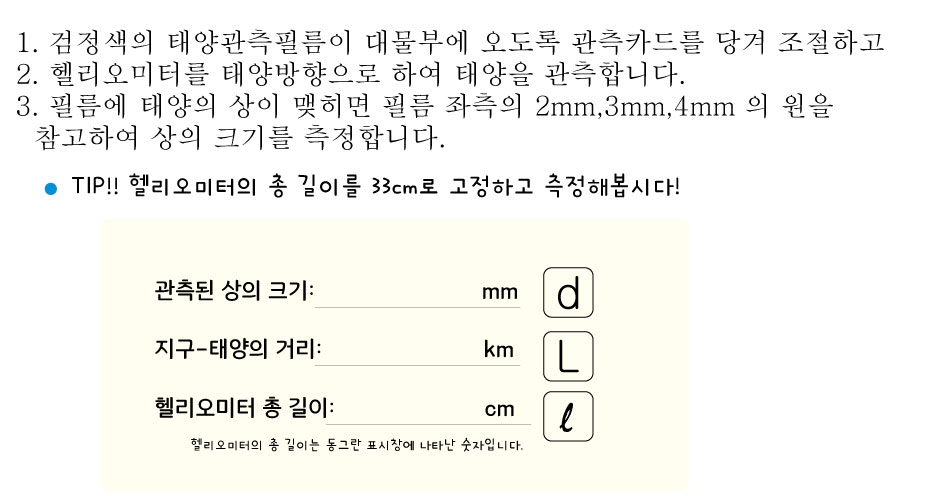 1. 검정색의 태양관측필름이 대물부에 오도록 관측카드를 당겨 조절하고
2. 헬리오미터를 태양방향으로 하여 태양을 관측합니다.
3. 필름에 태양의 상이 맺히면 필름 좌측의 2mm,3mm,4mm 의 원을
참고하여 상의 크기를 측정합니다.
• TIP!! 헬리오미터의 총 길이를 33cm로 고정하고 측정해봅시다!
관측된 상의 크기: mm d
지구-태양의 거리: km L
헬리오미터 총 길이: cm ℓ
헬리오미터의 총 길이는 동그란 표시창에 나타난 숫자입니다.